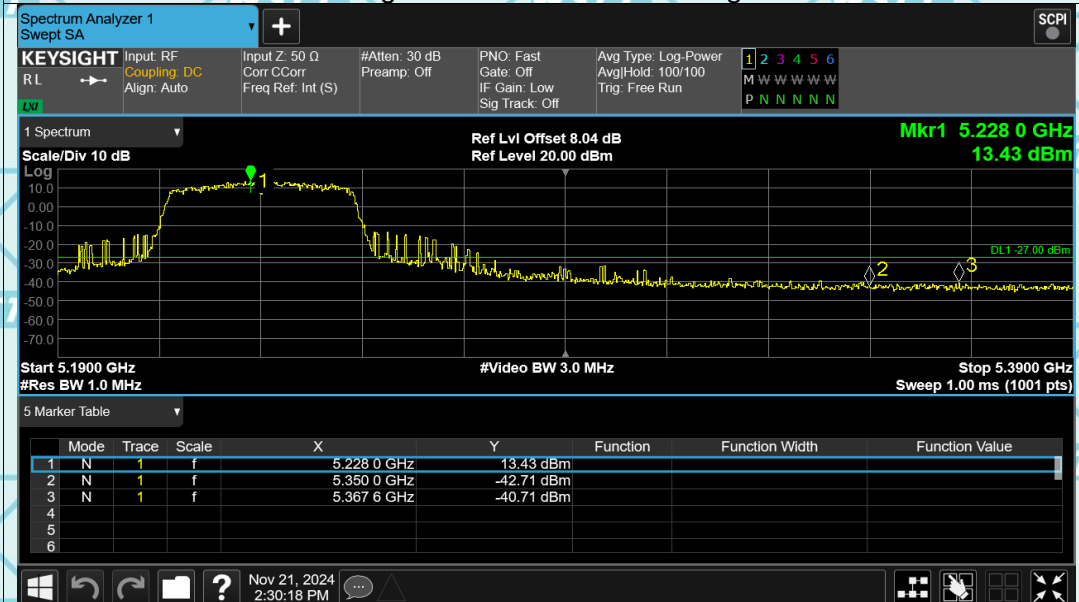 Spectrum Analyzer 1
Swept SA
+
SCPI
KEYSIGHT Input: RF Input Z: 50 Ω #Atten: 30 dB PNO: Fast Avg Type: Log-Power 1 2 3 4 5 6
R L Coupling: DC Corr CCorr Preamp: Off Gate: Off Avg|Hold: 100/100 M W W W W W
Align: Auto Freq Ref: Int (S) IF Gain: Low Trig: Free Run
LXI Sig Track: Off P N N N N N
1 Spectrum
Ref Lvl Offset 8.04 dB
Mkr1 5.228 0 GHz
Scale/Div 10 dB Ref Level 20.00 dBm 13.43 dBm
Log
1
10.0
0.00
-10.0
-20.0
DL1 -27.00 dBm
-30.0
2
3
-40.0
-50.0
-60.0
-70.0
Start 5.1900 GHz #Video BW 3.0 MHz Stop 5.3900 GHz
#Res BW 1.0 MHz Sweep 1.00 ms (1001 pts)
5 Marker Table
Mode Trace Scale X Y Function Function Width Function Value
1 N 1 f 5.228 0 GHz 13.43 dBm
2 N 1 f 5.350 0 GHz -42.71 dBm
3 N 1 f 5.367 6 GHz -40.71 dBm
4
5
6
? Nov 21, 2024
2:30:18 PM